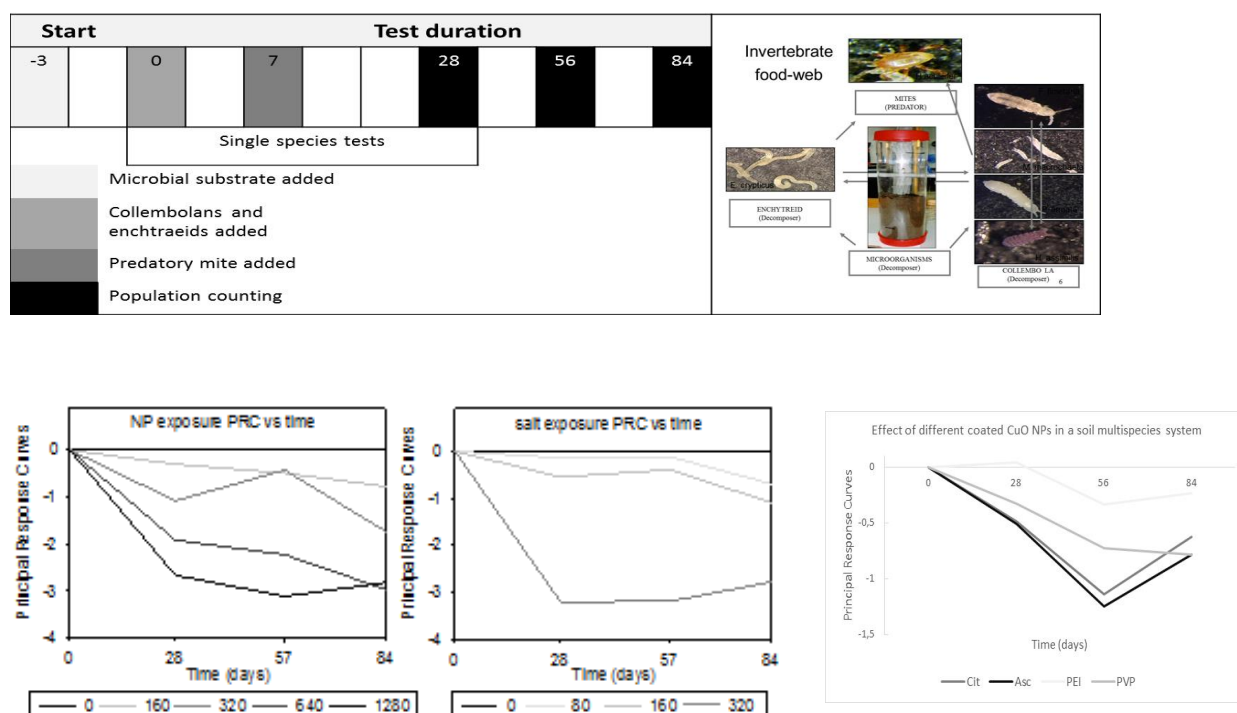 Start Test duration
-3 0 7 28 56 84
Single species tests
Microbial substrate added
Collembolans and
enchtraeids added
Predatory mite added
Population counting
Invertebrate
food-web
MITES
(PREDATOR)
E. crypticus
ENCHYTREID
(Decomposer)
MICROORGANISMS
(Decomposer)
COLLEMBO LA
(Decomposer) 6
NP exposure PRC vs time
Principal Response Curves
0
-1
-2
-3
-4
0 28 57 84
Time (days)
0 160 320 640 1280
salt exposure PRC vs time
Principal Response Curves
0
-1
-2
-3
-4
0 28 57 84
Time (days)
0 80 160 320
Effect of different coated CuO NPs in a soil multispecies system
Principal Response Curves
0
-0,5
-1
-1,5
0 28 56 84
Time (days)
Cit Asc PEI PVP